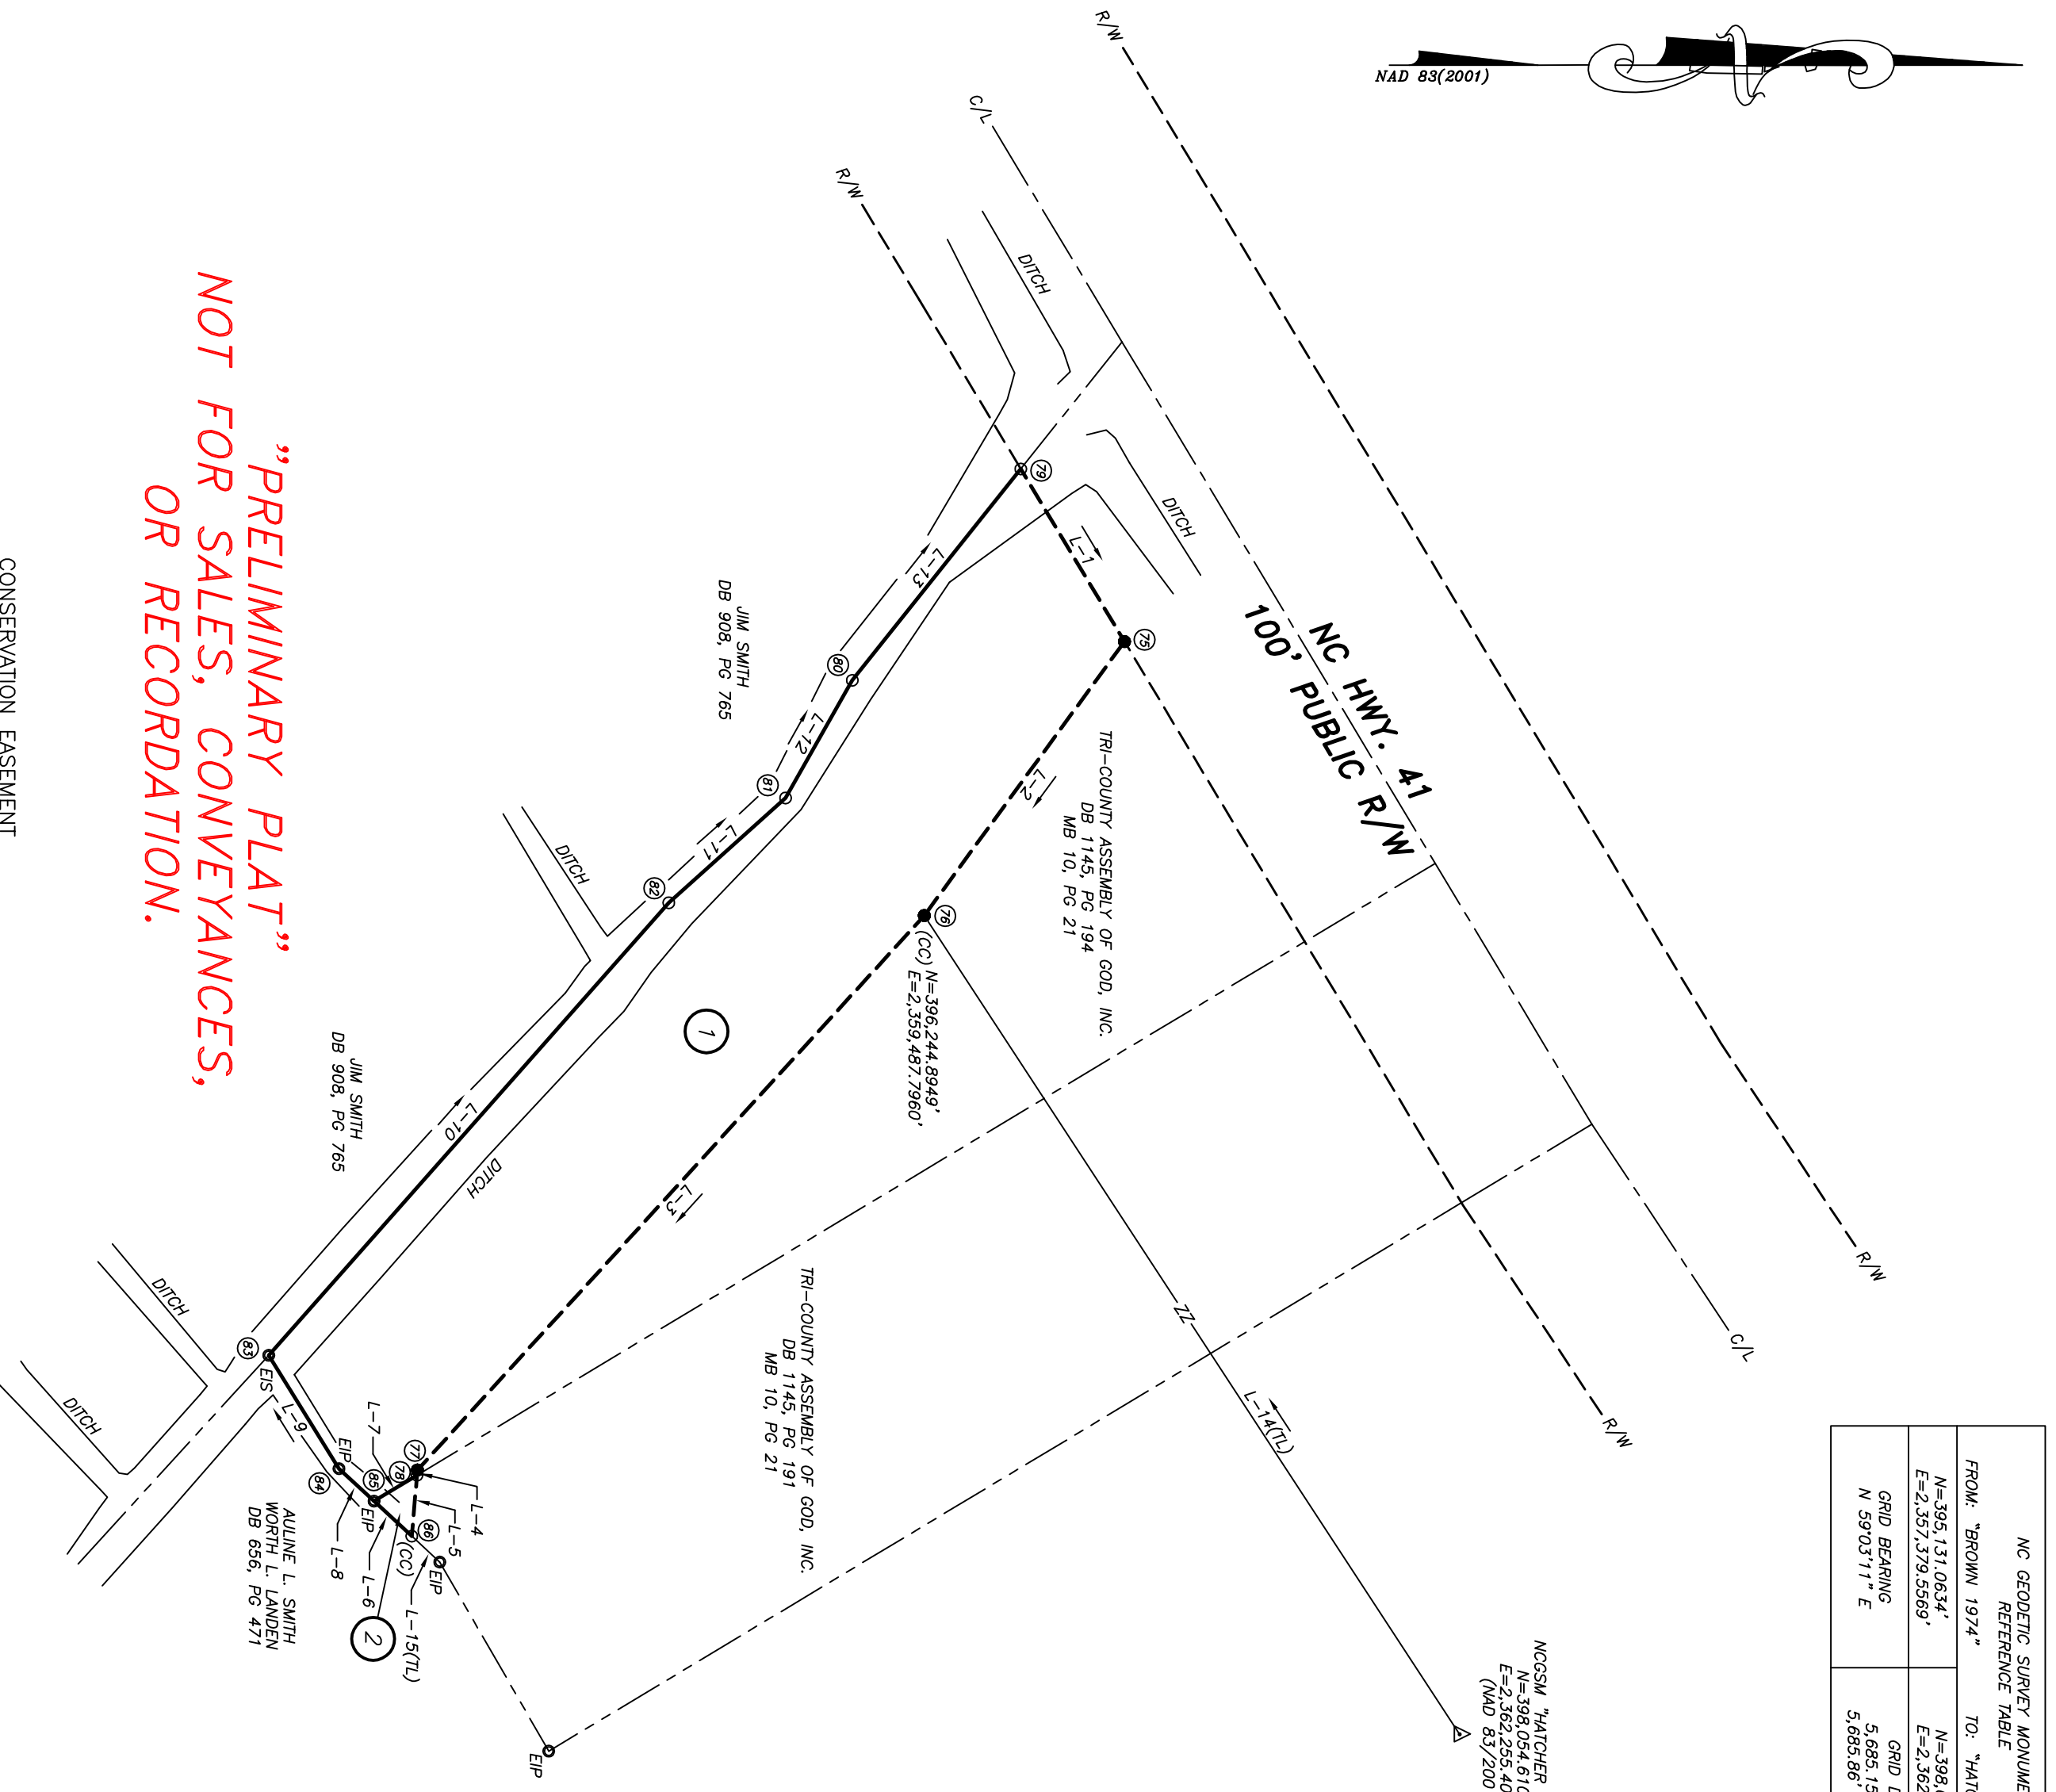 NAD 83(2001)
R/W
C/L
R/W
DITCH
DITCH
79
L-1
75
NC HWY. 41
100' PUBLIC R/W
R/W
C/L
R/W
L-13
80
L-12
81
L-11
82
JIM SMITH
DB 908, PG 765
L-2
TRI-COUNTY ASSEMBLY OF GOD, INC.
DB 1145, PG 194
MB 10, PG 21
76
(CC) N=396,244.8949'
E=2,359,487.7960'
1
DITCH
L-3
DITCH
L-10
JIM SMITH
DB 908, PG 765
TRI-COUNTY ASSEMBLY OF GOD, INC.
DB 1145, PG 191
MB 10, PG 21
ZZ
L-14(TL)
DITCH
DITCH
83
EIS
L-9
EIP
84
L-7
77
78
85
EIP
L-4
L-5
86
(CC)
EIP
L-8
L-6
2
L-15(TL)
EIP
AULINE L. SMITH
WORTH L. LANDEN
DB 656, PG 471
NCGSM "HATCHER
N=398,054.610
E=2,362,255.40
(NAD 83/200
NC GEODETIC SURVEY MONUME
REFERENCE TABLE
FROM: "BROWN 1974"
TO: "HAT
N=395,131.0634'
E=2,357,379.5569'
N=398,
E=2,362
GRID BEARING
N 59°03'11" E
GRID
5,685.15
5,685.86'
"PRELIMINARY PLAT"
NOT FOR SALES, CONVEYANCES,
OR RECORDATION.
CONSERVATION EASEMENT